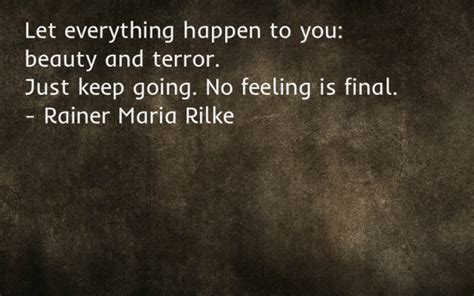 Let everything happen to you:
beauty and terror.
Just keep going. No feeling is final.
- Rainer Maria Rilke